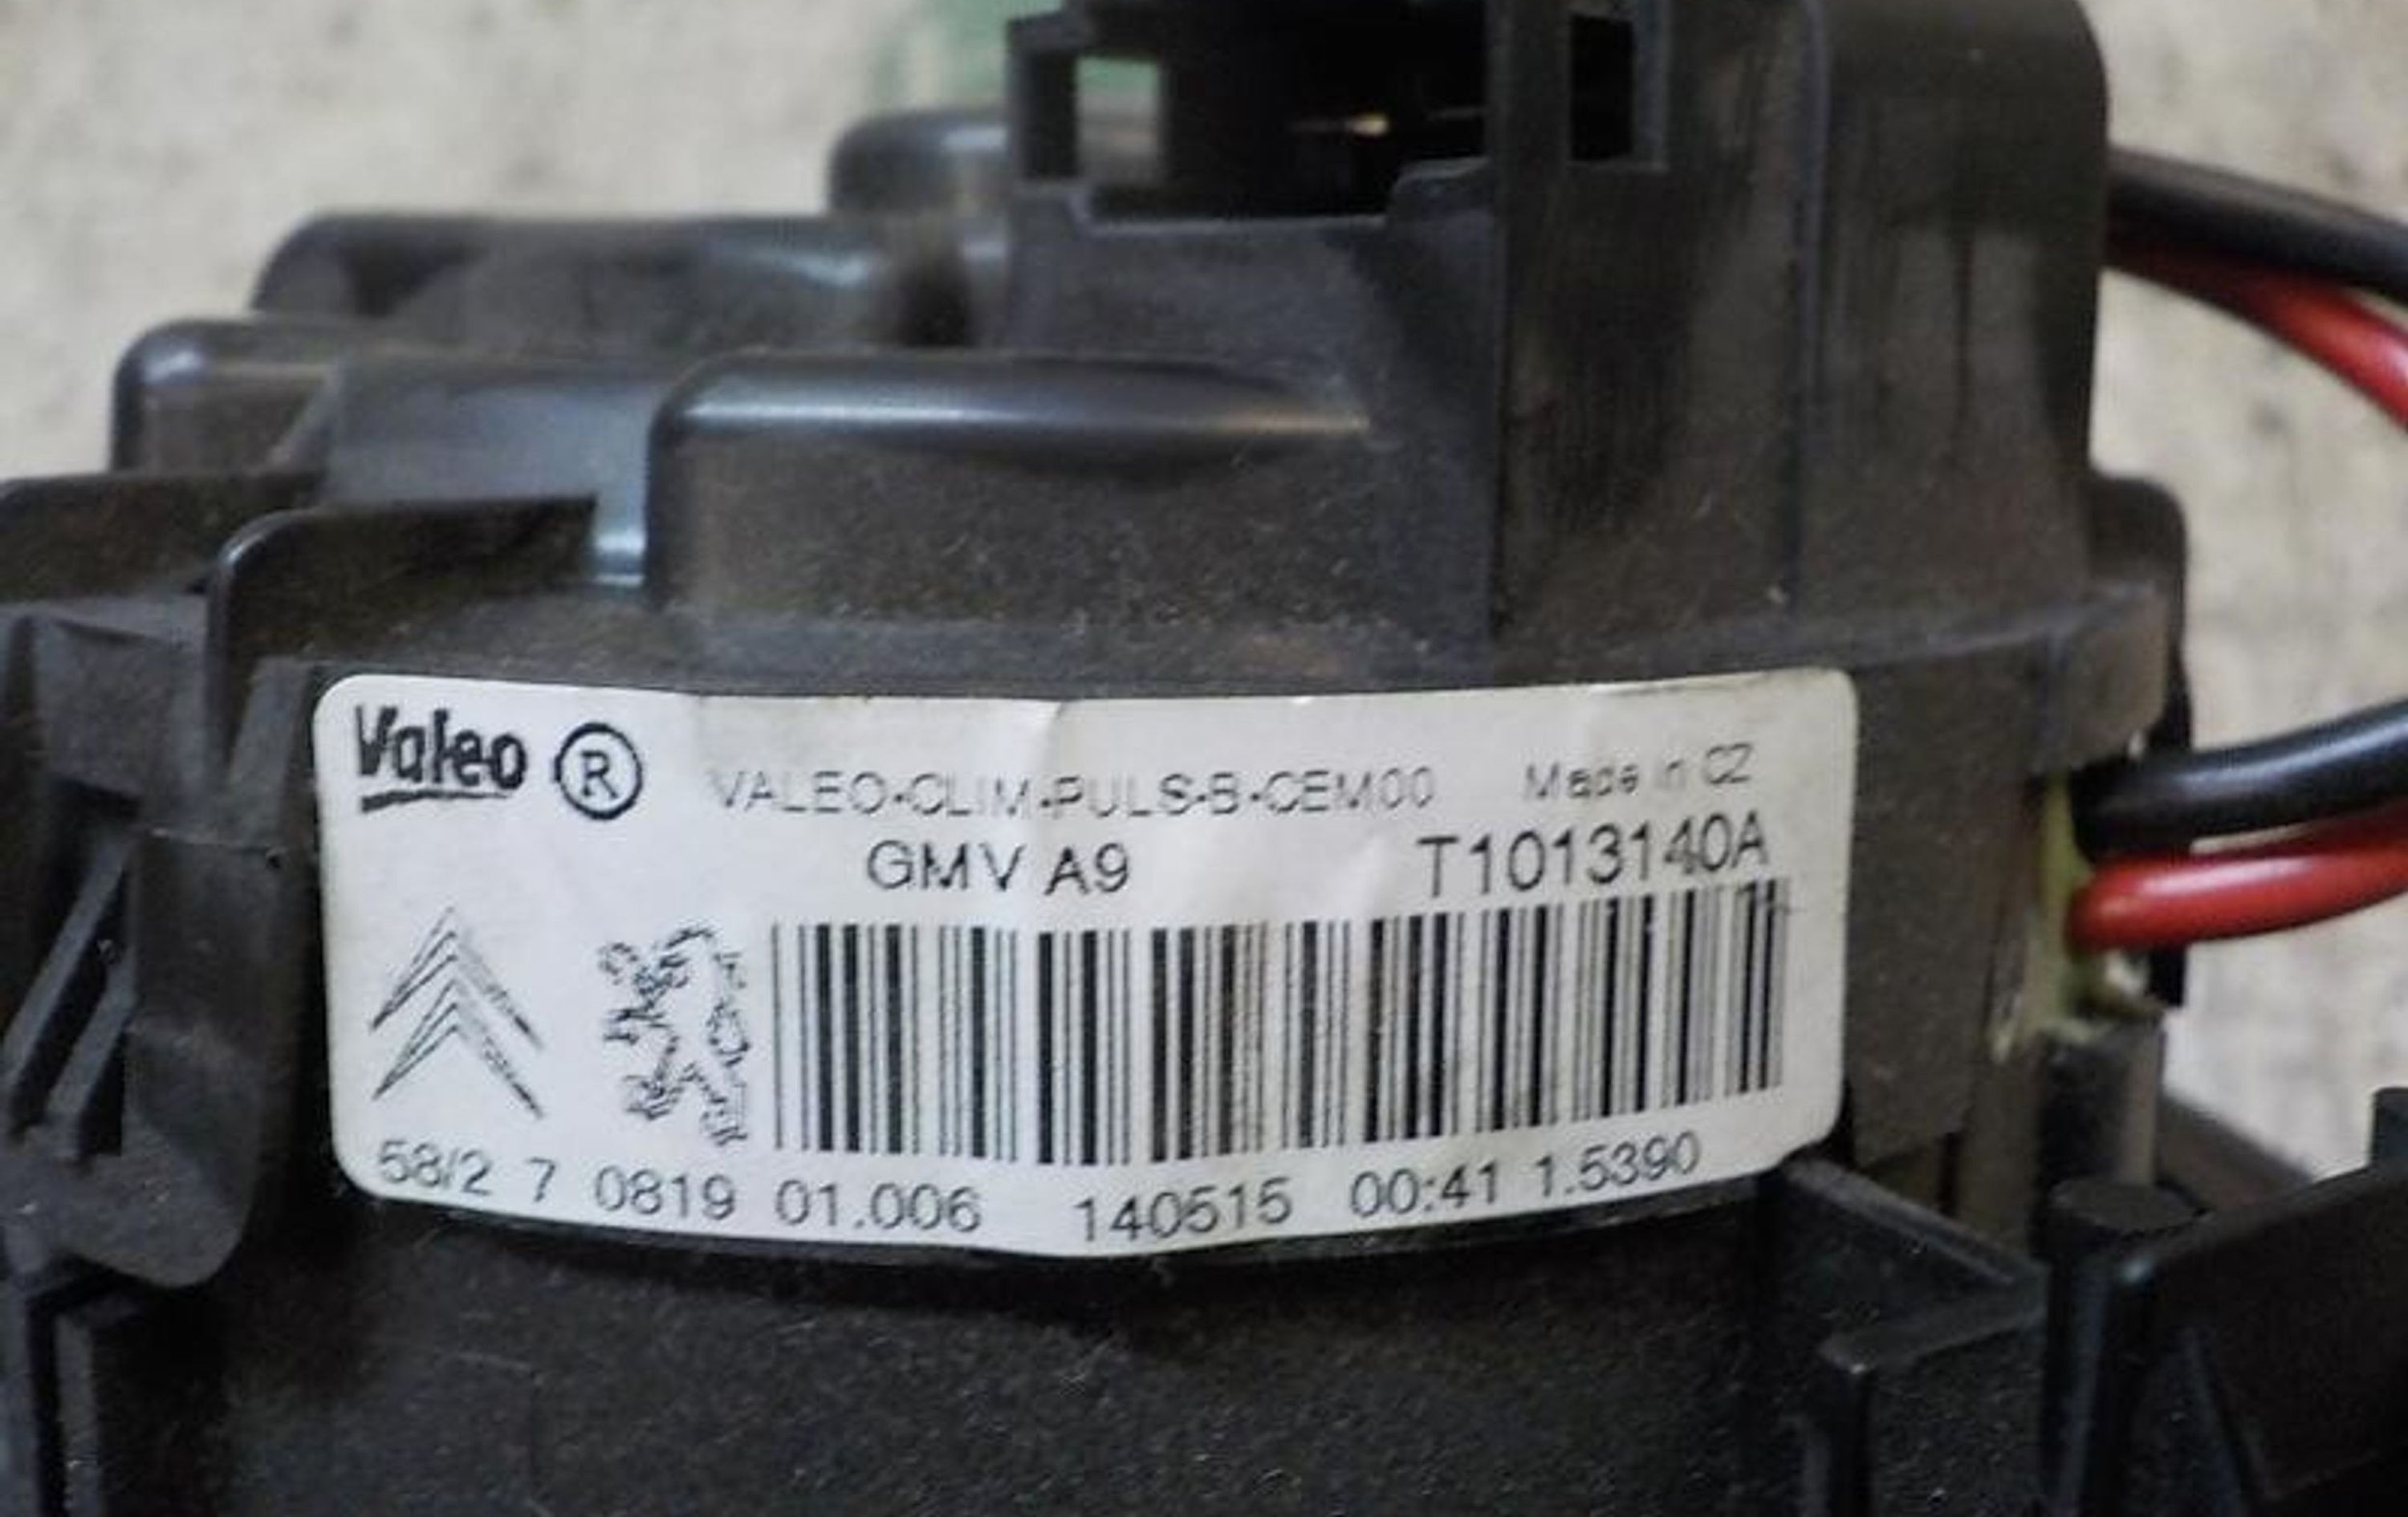 Valeo ® VALEO-CLIM-PULS-B-CEM00 Made in CZ
GMV A9 T1013140A
58/2 7 0819 01.006 140515 00:41 1.5390